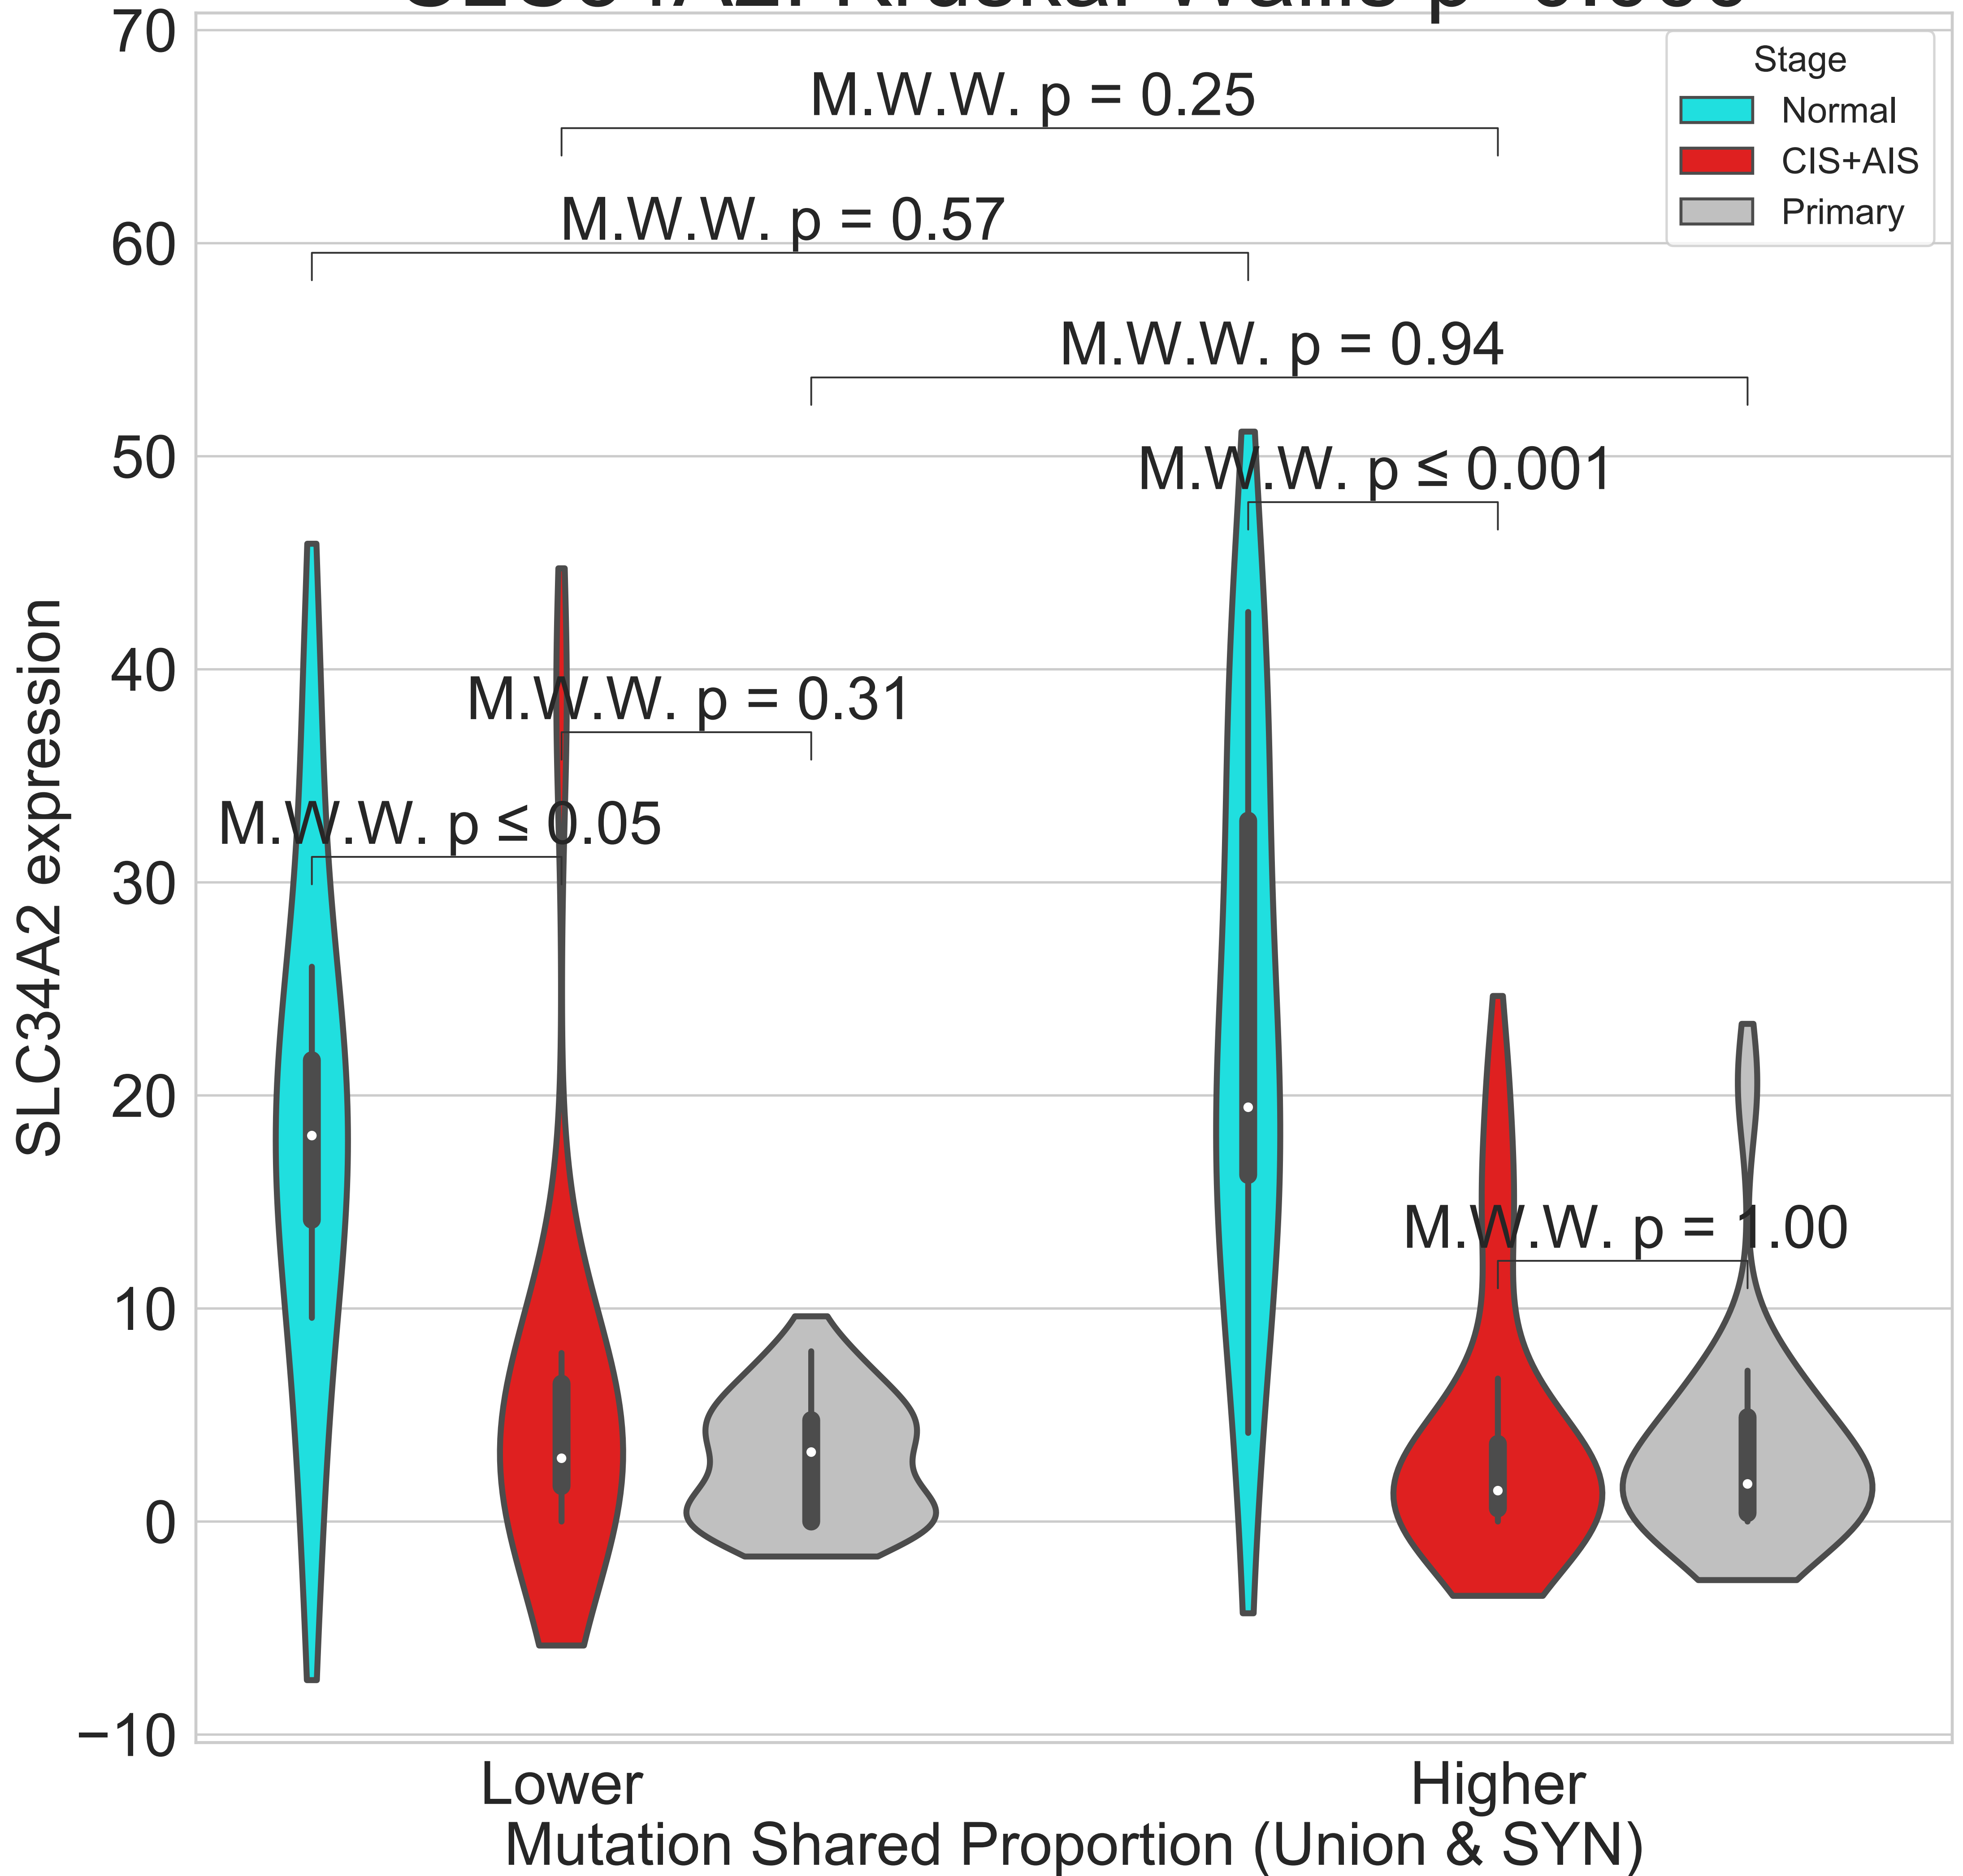 70
60
50
40
30
20
10
0
−10
SLC34A2 expression
Stage
Normal
CIS+AIS
Primary
M.W.W. p = 0.25
M.W.W. p = 0.57
M.W.W. p = 0.94
M.W.W. p ≤ 0.001
M.W.W. p = 0.31
M.W.W. p ≤ 0.05
M.W.W. p = 1.00
Lower
Higher
Mutation Shared Proportion (Union & SYN)